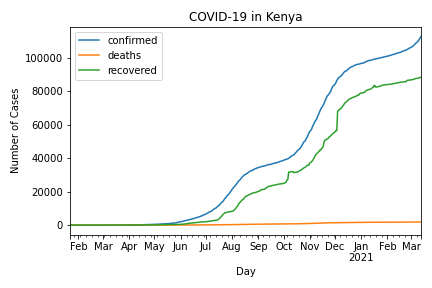 COVID-19 in Kenya
confirmed
deaths
recovered
Number of Cases
100000
80000
60000
40000
20000
0
Feb Mar Apr May Jun Jul Aug Sep Oct Nov Dec Jan Feb Mar
2021
Day